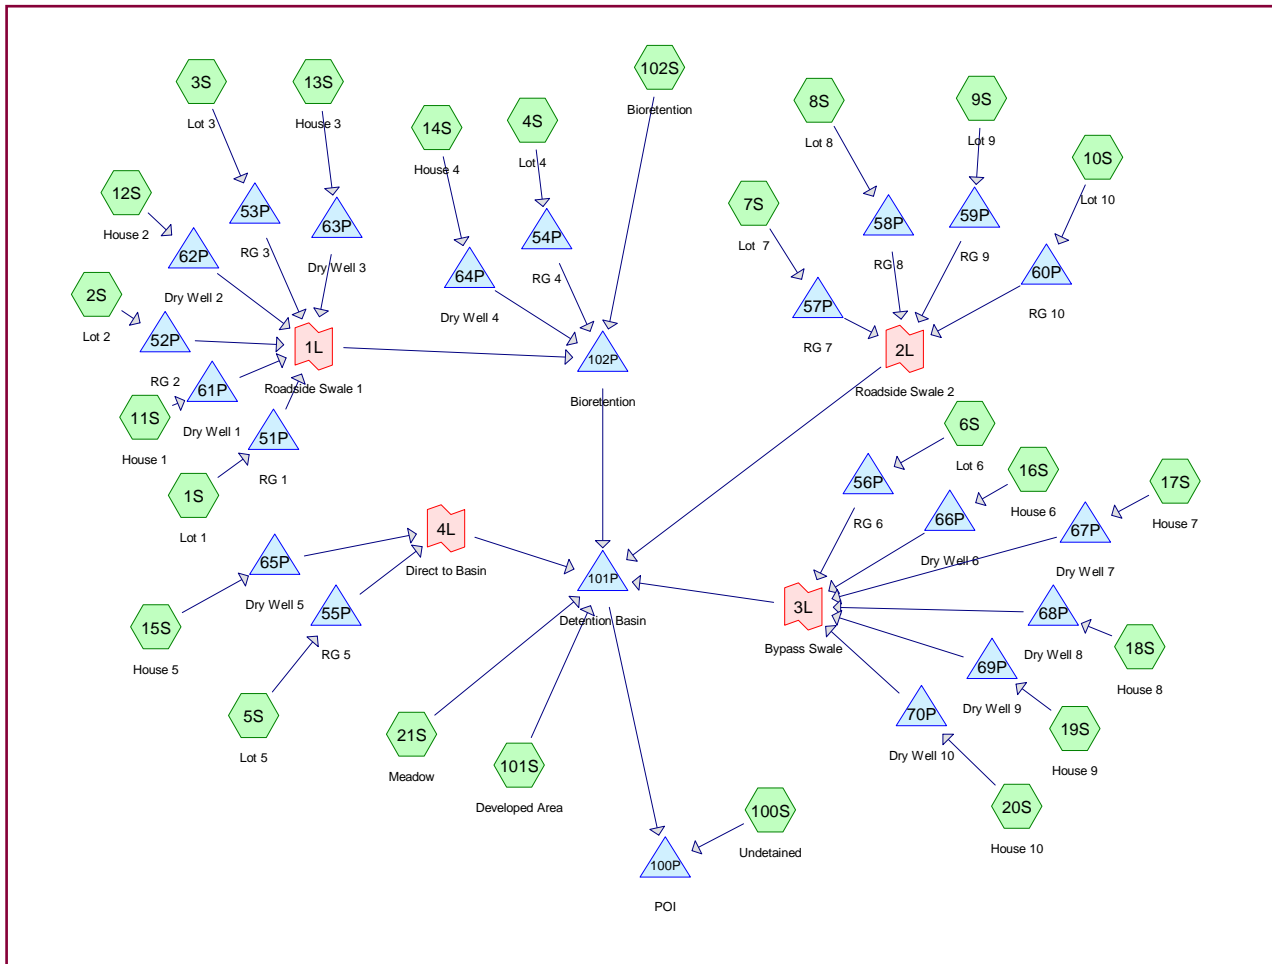 102S
Bioretention
3S
Lot 3
13S
House 3
14S
House 4
4S
Lot 4
8S
Lot 8
9S
Lot 9
10S
Lot 10
12S
House 2
53P
RG 3
63P
Dry Well 3
7S
Lot 7
58P
RG 8
59P
RG 9
62P
Dry Well 2
64P
Dry Well 4
54P
RG 4
60P
RG 10
2S
Lot 2
52P
RG 2
57P
RG 7
1L
Roadside Swale 1
102P
Bioretention
2L
Roadside Swale 2
61P
Dry Well 1
11S
House 1
51P
RG 1
6S
Lot 6
1S
Lot 1
56P
RG 6
16S
House 6
17S
House 7
66P
Dry Well 6
67P
Dry Well 7
4L
Direct to Basin
65P
Dry Well 5
101P
Detention Basin
55P
RG 5
3L
Bypass Swale
68P
Dry Well 8
15S
House 5
18S
House 8
69P
Dry Well 9
5S
Lot 5
70P
Dry Well 10
21S
Meadow
19S
House 9
101S
Developed Area
100S
Undetained
20S
House 10
100P
POI